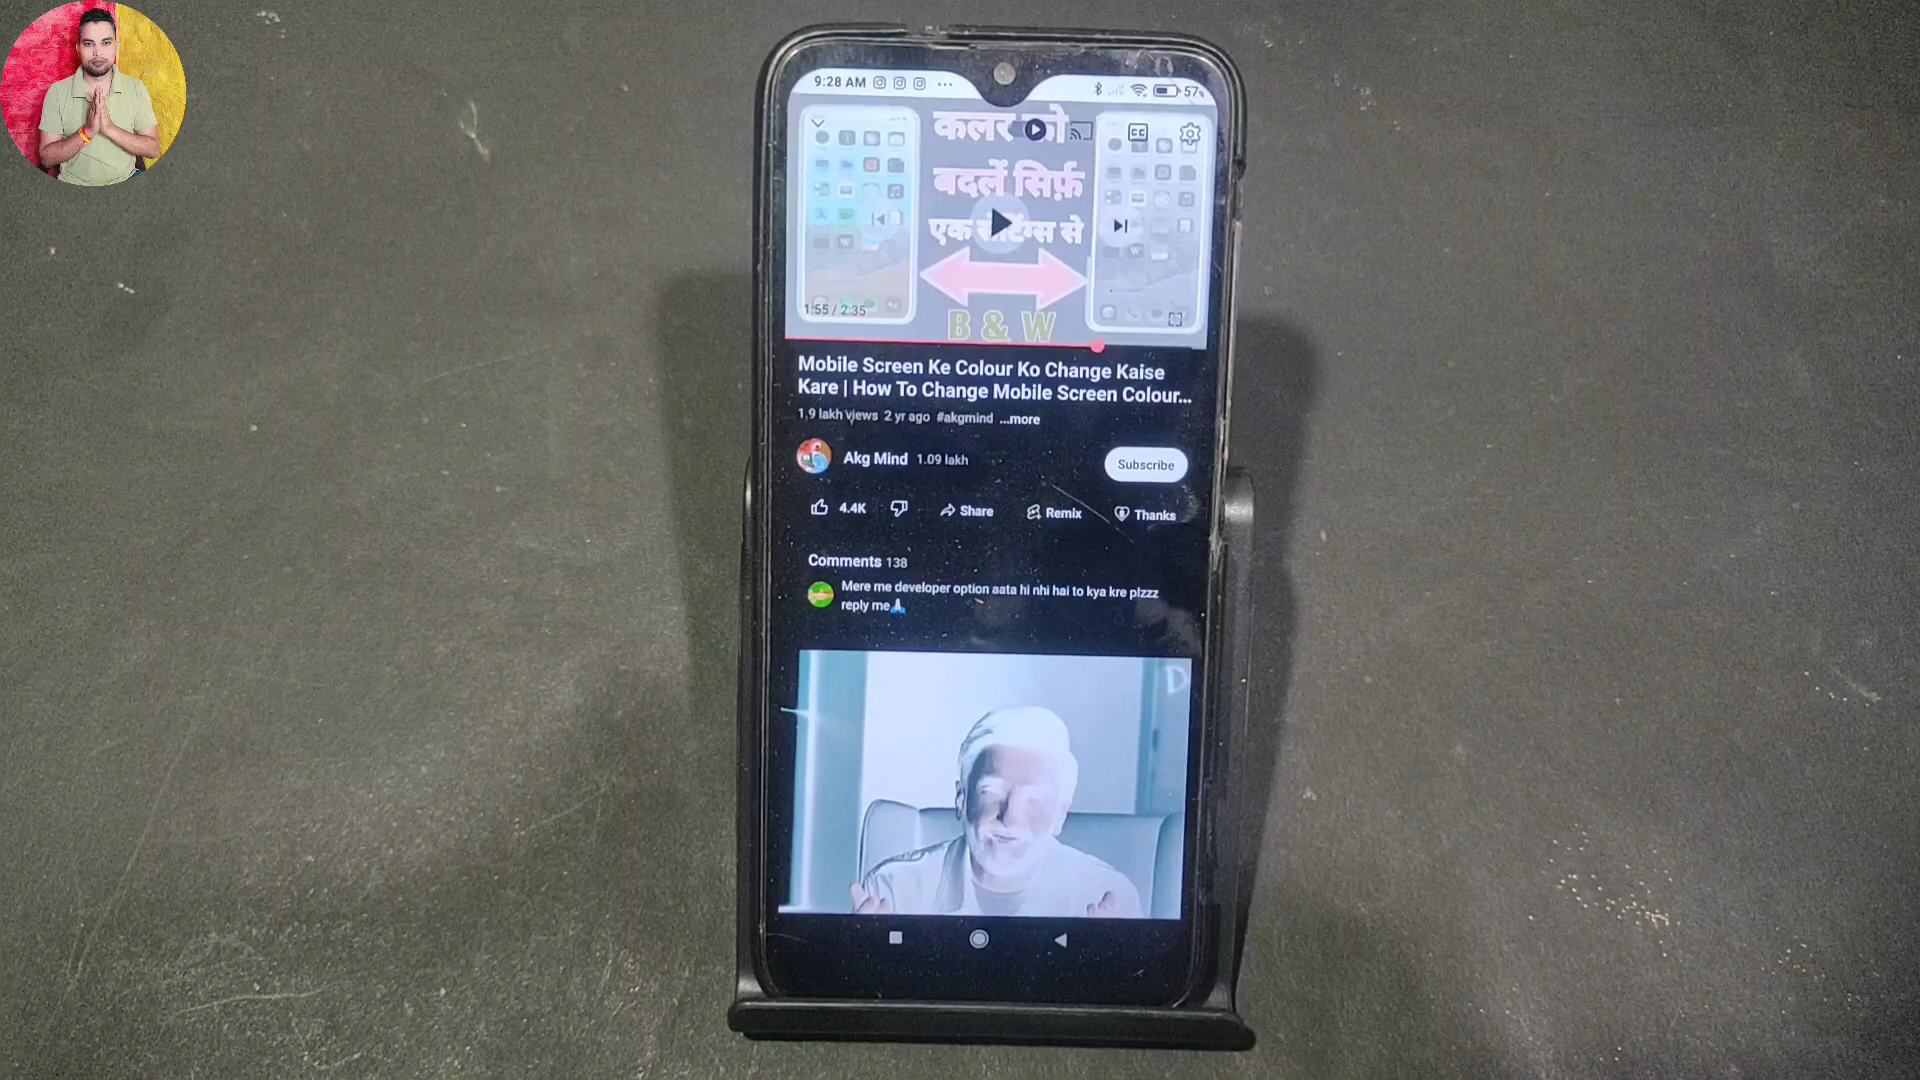 9:28 AM
57%
कलर को
बदलें सिर्फ़
एक सेटिंग्स से
1:55 / 2:35
B & W
Mobile Screen Ke Colour Ko Change Kaise
Kare | How To Change Mobile Screen Colour...
1.9 lakh views 2 yr ago #akgmind ...more
Akg Mind 1.09 lakh
Subscribe
4.4K
Share
Remix
Thanks
Comments 138
Mere me developer option aata hi nhi hai to kya kre plzzz
reply me
D